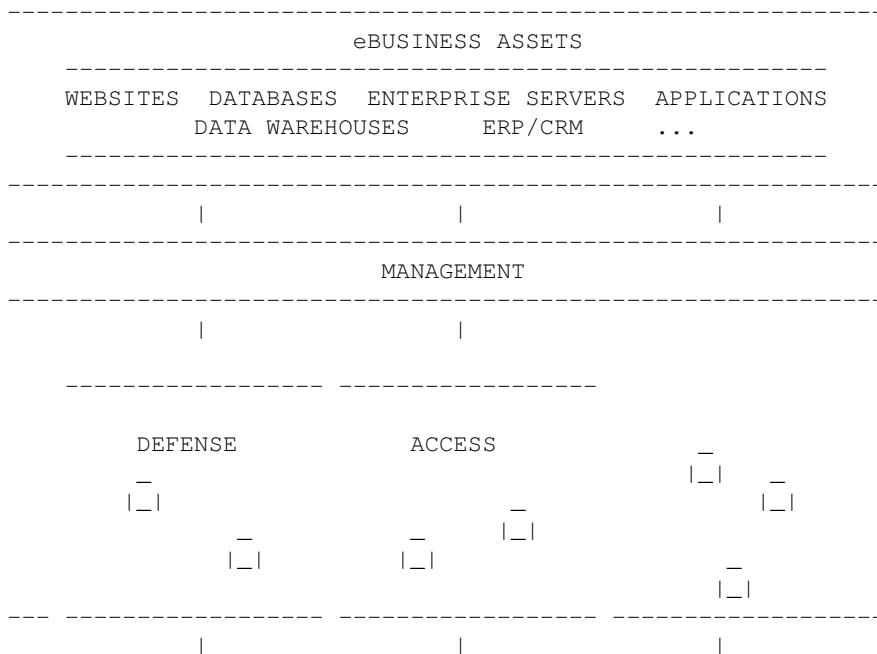 eBUSINESS ASSETS
WEBSITES DATABASES ENTERPRISE SERVERS APPLICATIONS
DATA WAREHOUSES ERP/CRM ...
MANAGEMENT
DEFENSE ACCESS